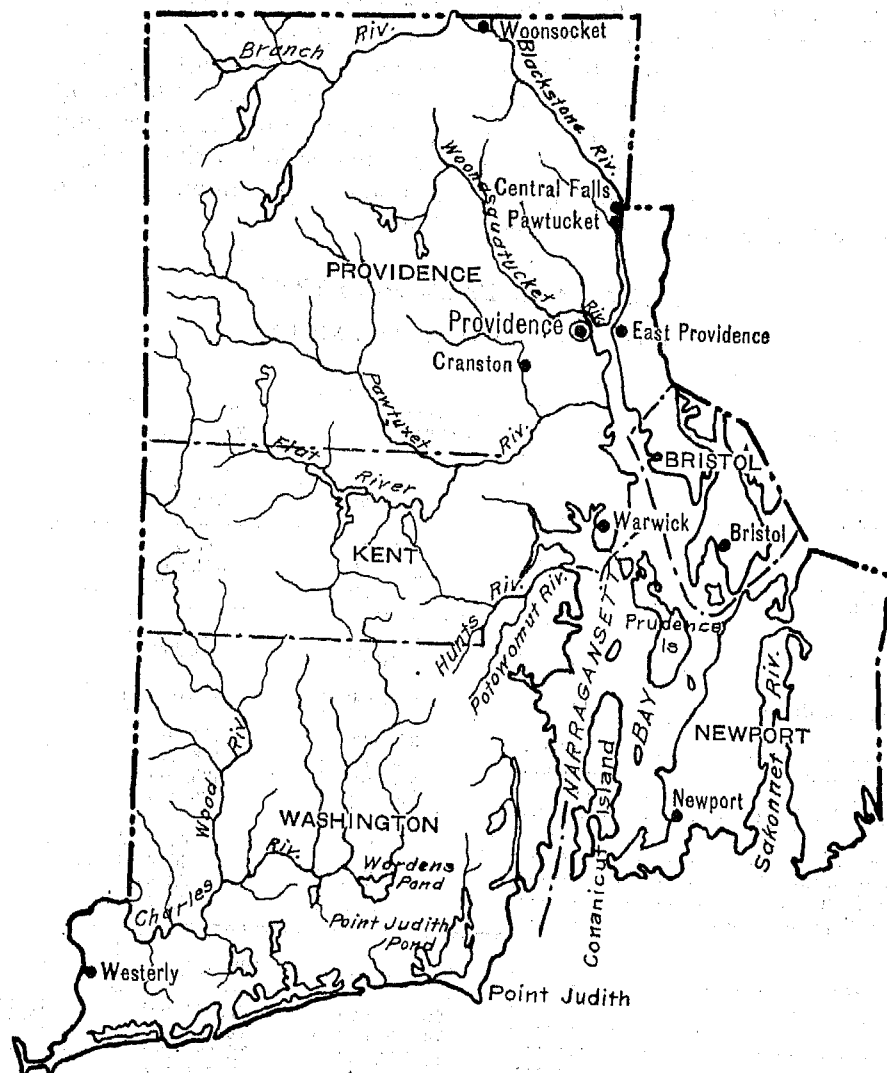 Branch Riv.
Woonsocket
Blackstone Riv.
Woonasquatucket Riv.
Central Falls
Pawtucket
PROVIDENCE
Providence
East Providence
Cranston
Pawtuxet Riv.
Flat River
BRISTOL
Warwick
Bristol
KENT
Hunts Riv.
Potowomut Riv.
Prudence
Is
NARRAGANSETT BAY
NEWPORT
Sakonnet Riv.
Conanicut Island
Newport
Wood Riv.
WASHINGTON
Charles Riv.
Wordens
Pond
Point Judith
Pond
Westerly
Point Judith